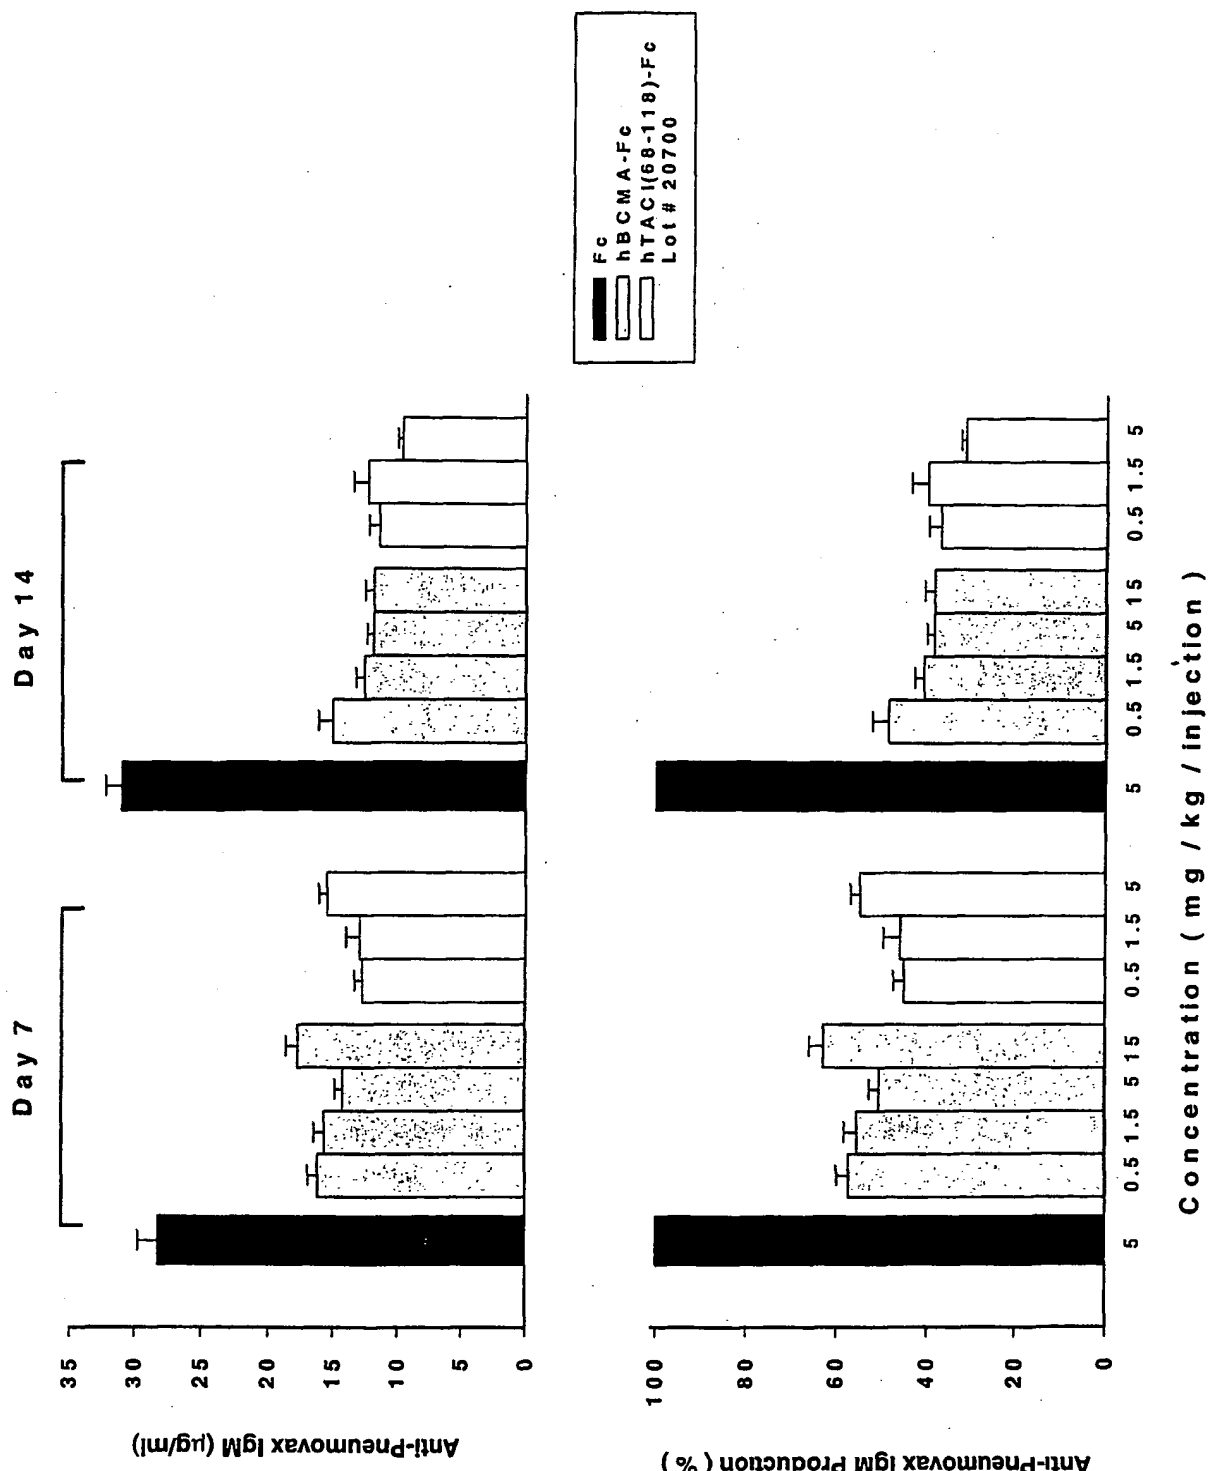 Day 7
Day 14
Anti-Pneumovax IgM (µg/ml)
35
30
25
20
15
10
5
0
Fc
hBCMA-Fc
hTACI(68-118)-Fc
Lot # 20700
Anti-Pneumovax IgM Production (%)
100
80
60
40
20
0
5 0.5 1.5 5 15 0.5 1.5 5 5 0.5 1.5 5 15 0.5 1.5 5
Concentration (mg/kg/injection)